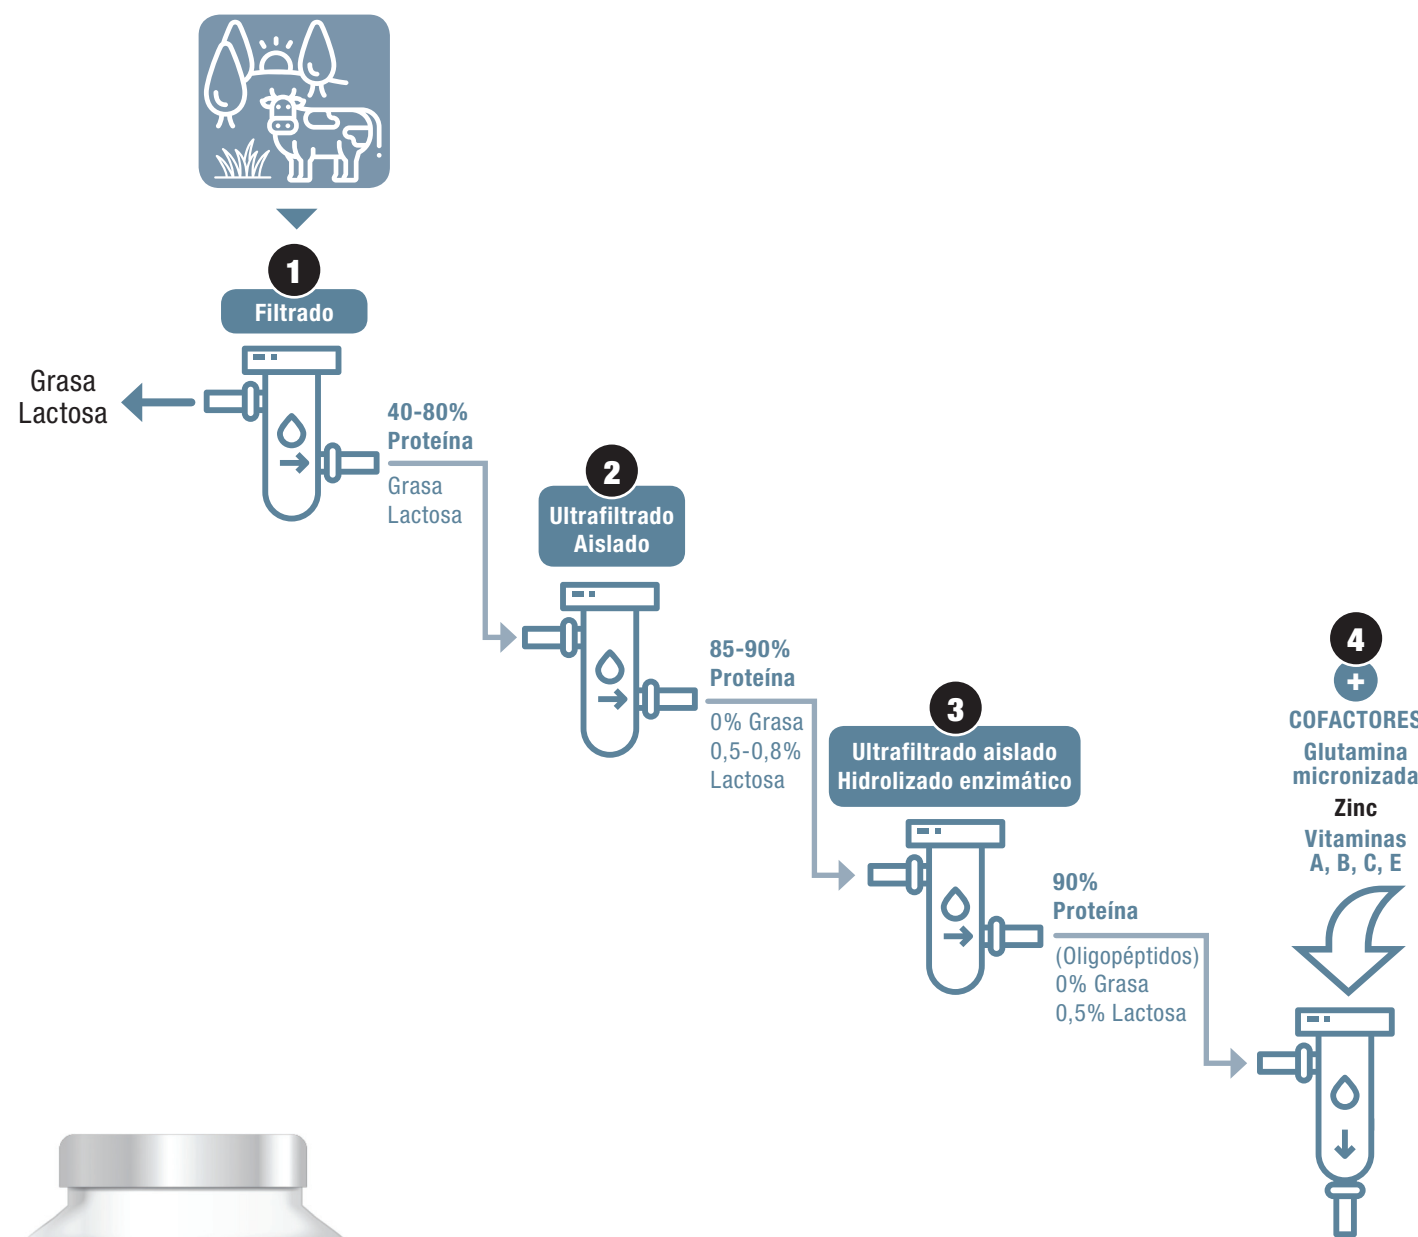 1
Filtrado
Grasa
Lactosa
40-80%
Proteína
Grasa
Lactosa
2
Ultrafiltrado
Aislado
85-90%
Proteína
0% Grasa
0,5-0,8%
Lactosa
3
Ultrafiltrado aislado
Hidrolizado enzimático
90%
Proteína
(Oligopéptidos)
0% Grasa
0,5% Lactosa
4
+
COFACTORES
Glutamina
micronizada
Zinc
Vitaminas
A, B, C, E